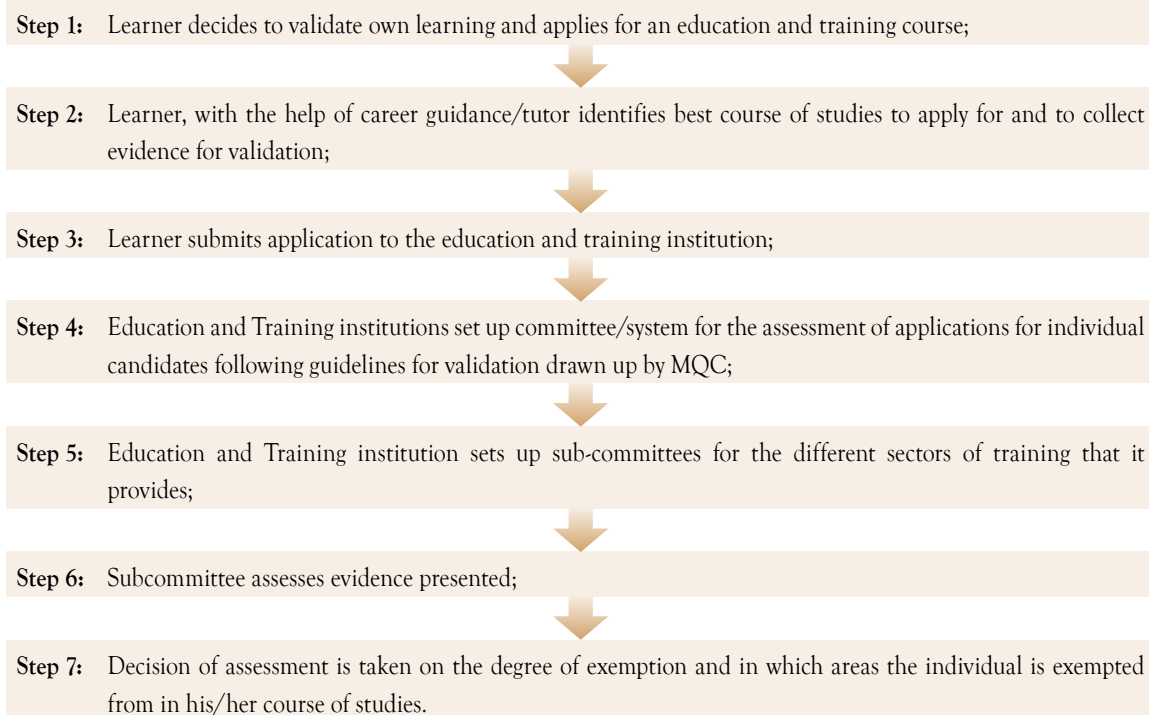 Step 1: Learner decides to validate own learning and applies for an education and training course;
Step 2: Learner, with the help of career guidance/tutor identifies best course of studies to apply for and to collect
evidence for validation;
Step 3: Learner submits application to the education and training institution;
Step 4: Education and Training institutions set up committee/system for the assessment of applications for individual
candidates following guidelines for validation drawn up by MQC;
Step 5: Education and Training institution sets up sub-committees for the different sectors of training that it
provides;
Step 6: Subcommittee assesses evidence presented;
Step 7: Decision of assessment is taken on the degree of exemption and in which areas the individual is exempted
from in his/her course of studies.